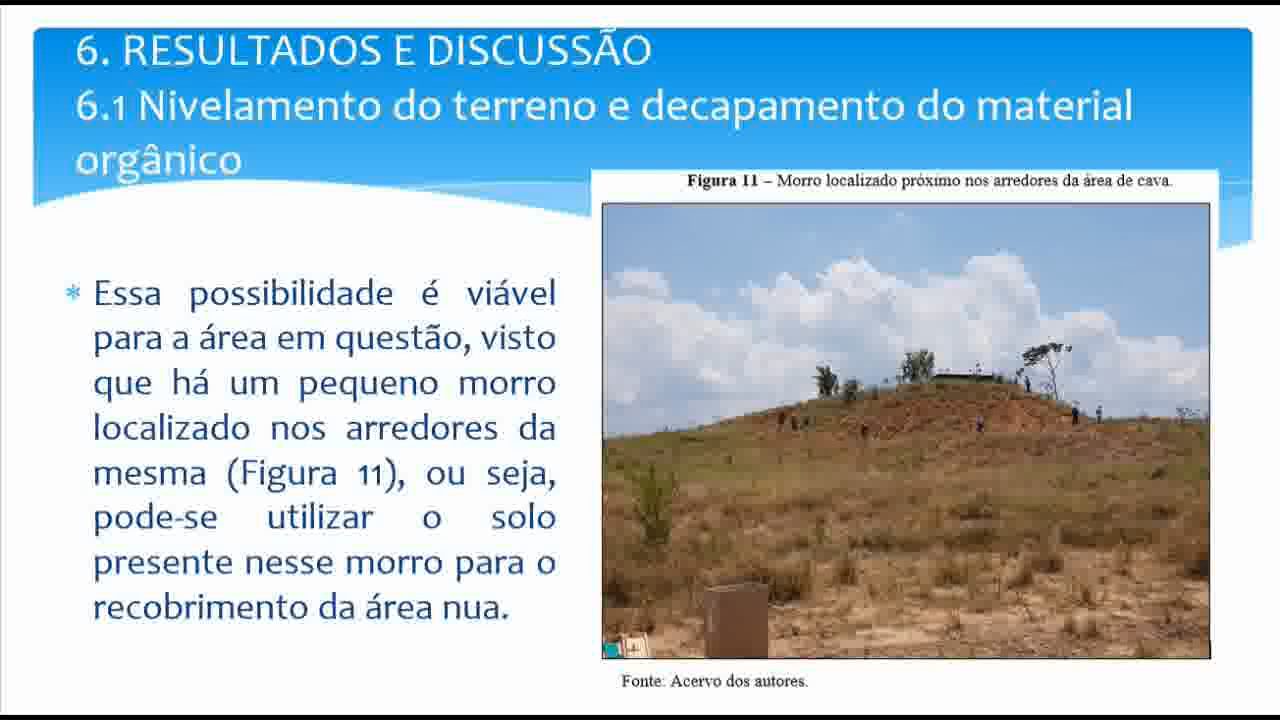 6. RESULTADOS E DISCUSSÃO
6.1 Nivelamento do terreno e decapamento do material
orgânico
Figura 11 – Morro localizado próximo nos arredores da área de cava.
* Essa possibilidade é viável
para a área em questão, visto
que há um pequeno morro
localizado nos arredores da
mesma (Figura 11), ou seja,
pode-se utilizar o solo
presente nesse morro para o
recobrimento da área nua.
Fonte: Acervo dos autores.